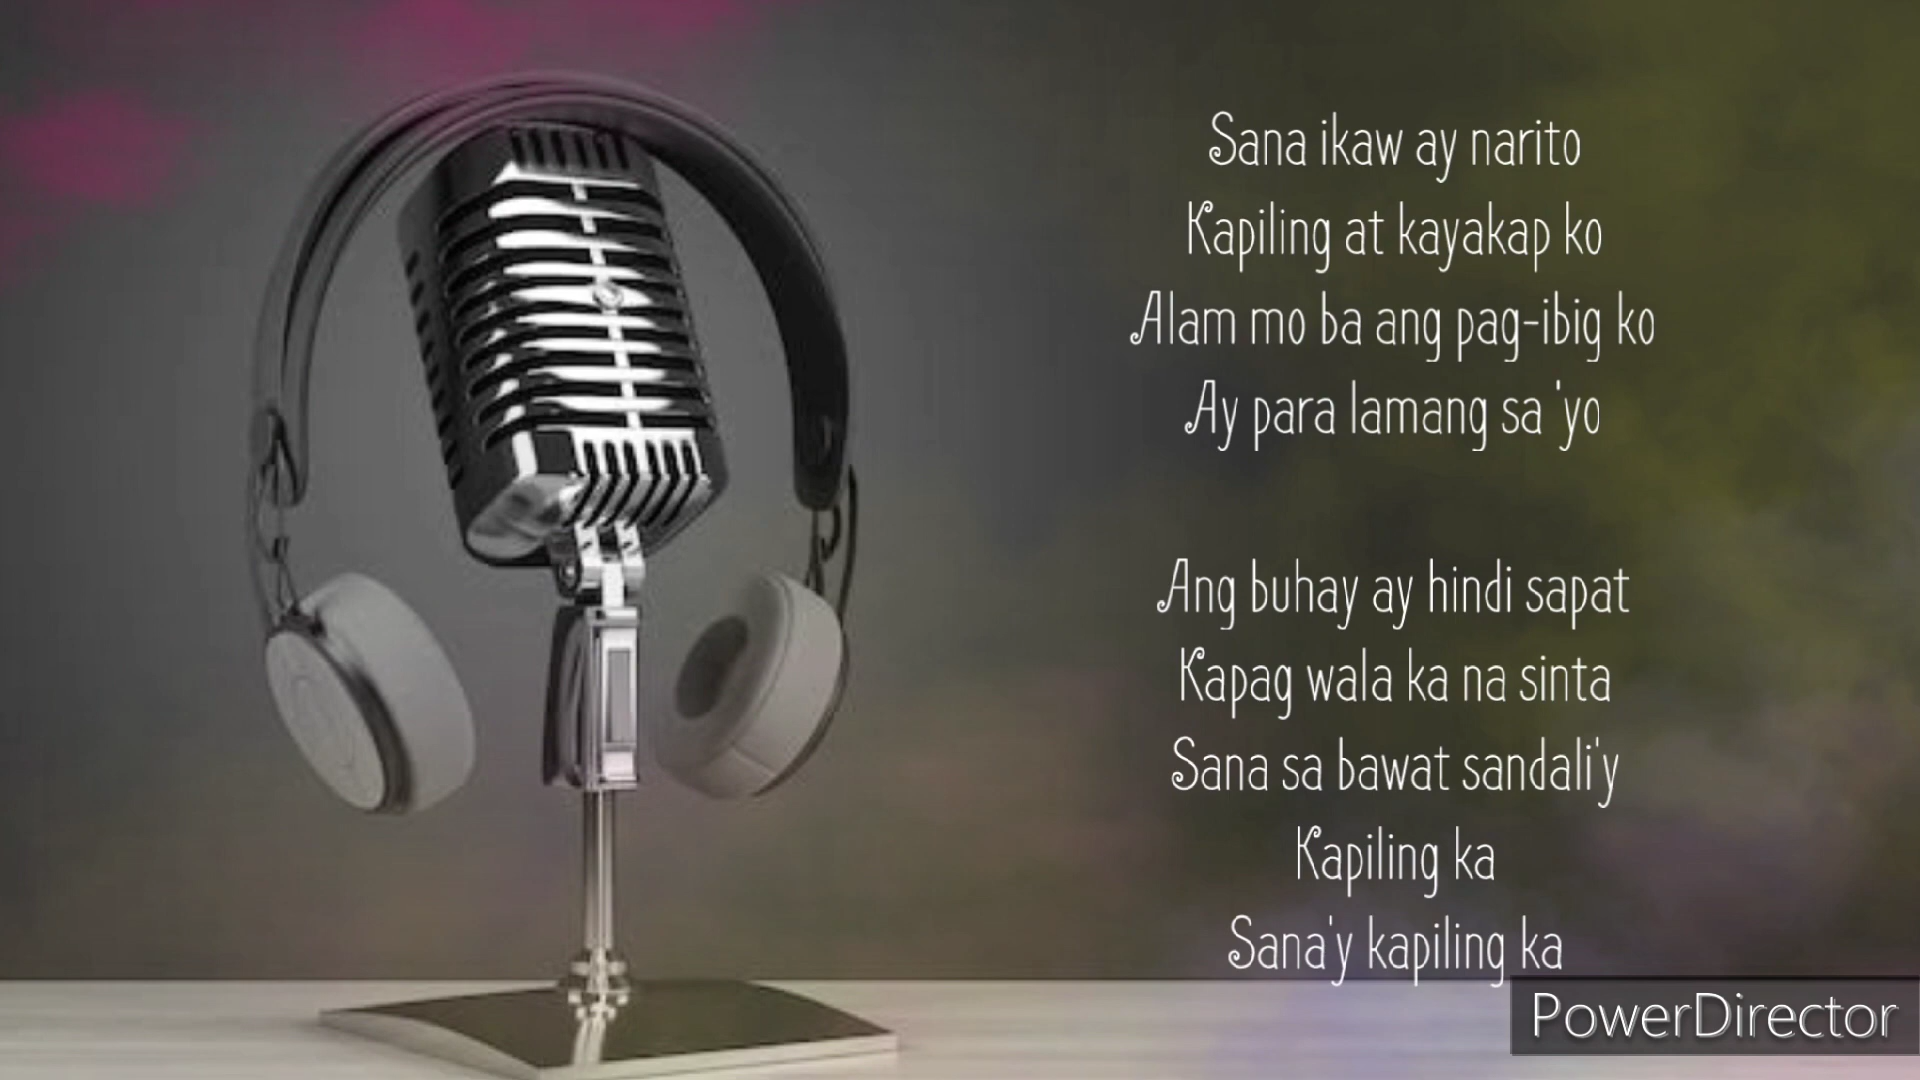 Sana ikaw ay narito
Kapiling at kayakap ko
Alam mo ba ang pag-ibig ko
Ay para lamang sa 'yo
Ang buhay ay hindi sapat
Kapag wala ka na sinta
Sana sa bawat sandali'y
Kapiling ka
Sana'y kapiling ka
PowerDirector